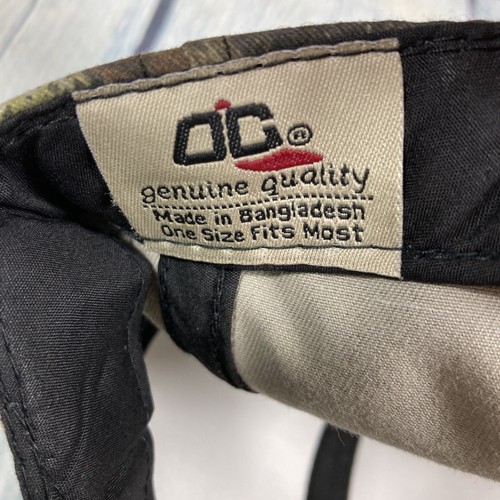 OC®
genuine quality
Made in Bangladesh
One Size Fits Most